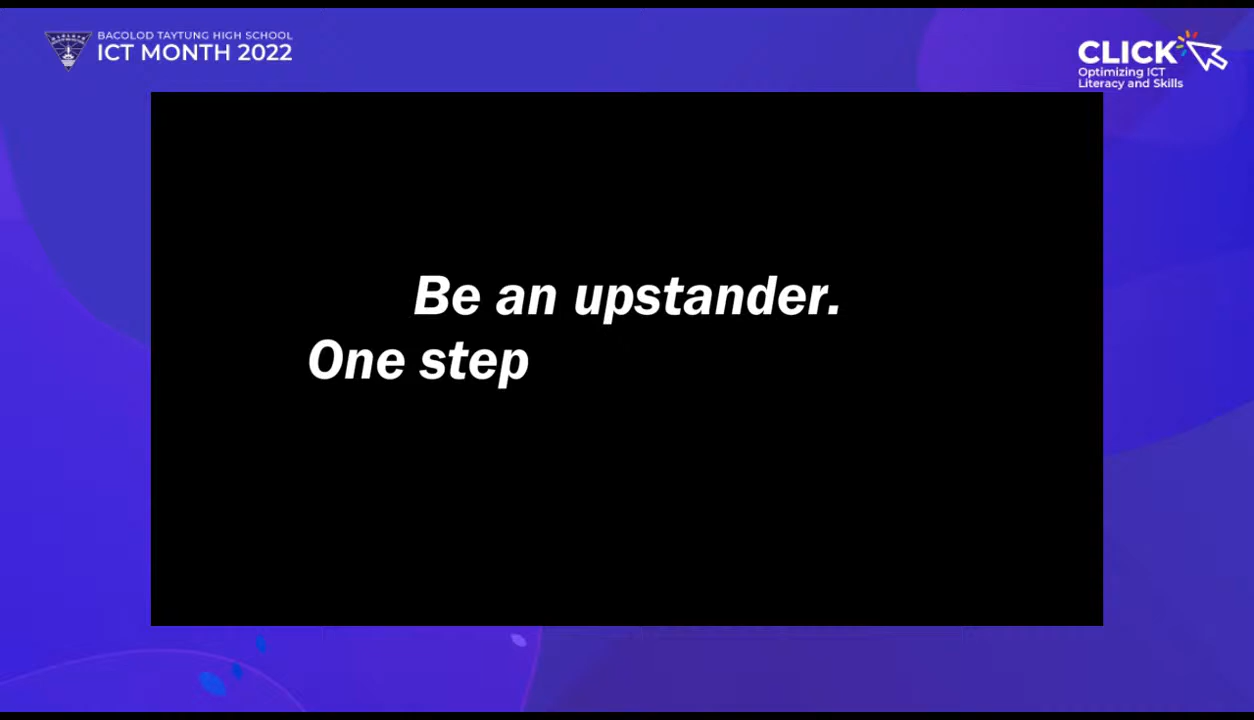 BACOLOD TAYTUNG HIGH SCHOOL
ICT MONTH 2022
CLICK
Optimizing ICT
Literacy and Skills
Be an upstander.
One step